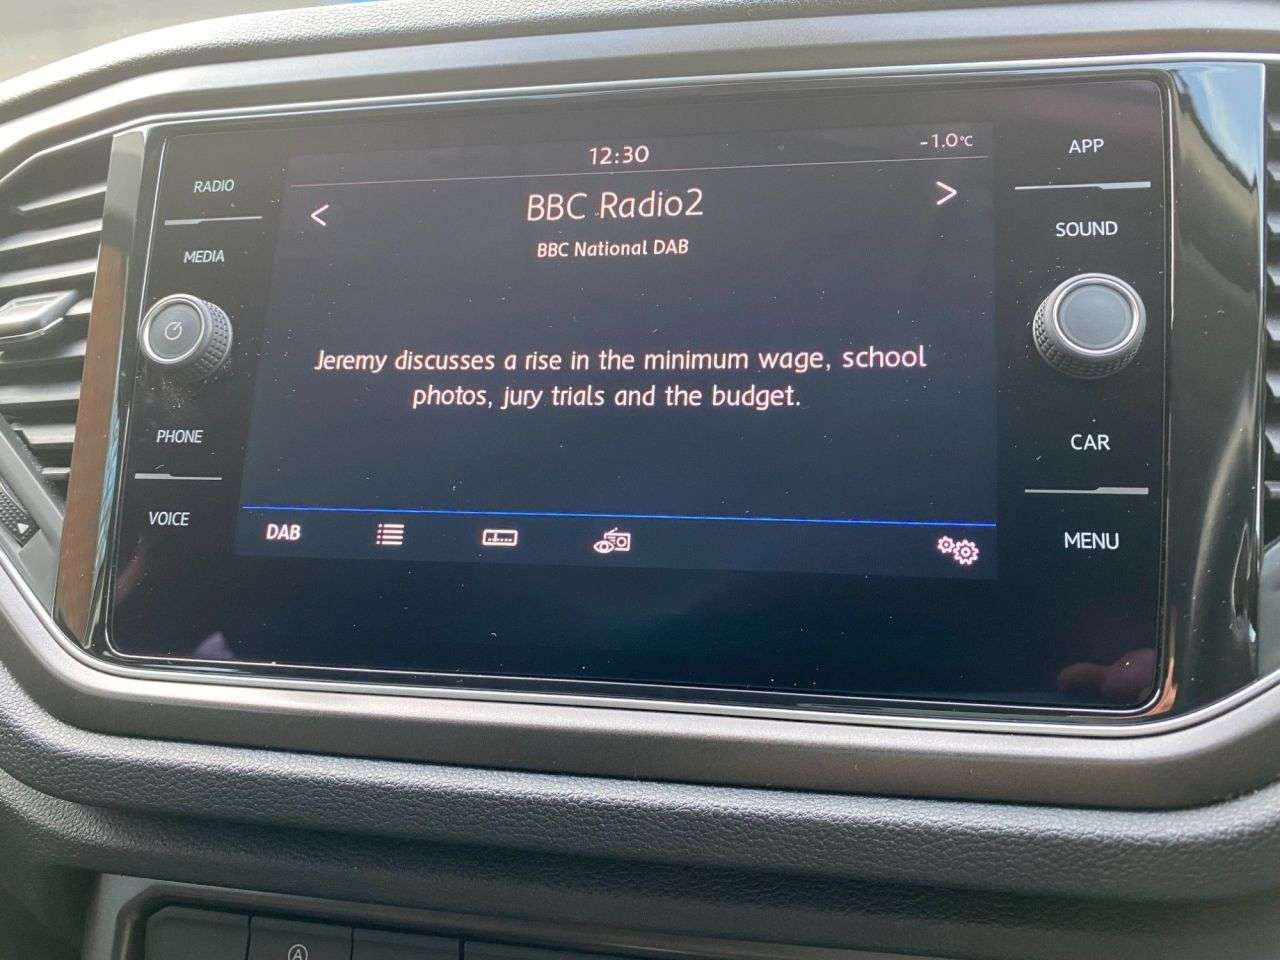 12:30
-1.0°C
RADIO
MEDIA
PHONE
VOICE
< BBC Radio2 >
BBC National DAB
Jeremy discusses a rise in the minimum wage, school
photos, jury trials and the budget.
DAB
APP
SOUND
CAR
MENU
A